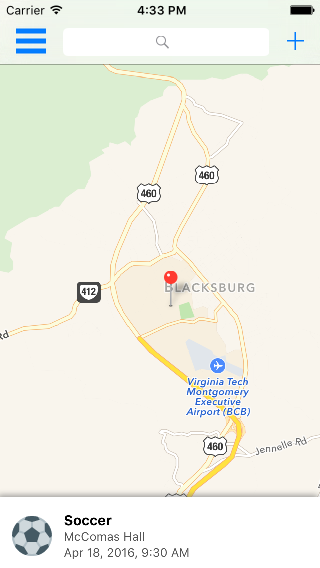 Carrier 4:33 PM
460
460
412
BLACKSBURG
Rd
Virginia Tech
Montgomery
Executive
Airport (BCB)
460
Jennelle Rd
Soccer
McComas Hall
Apr 18, 2016, 9:30 AM